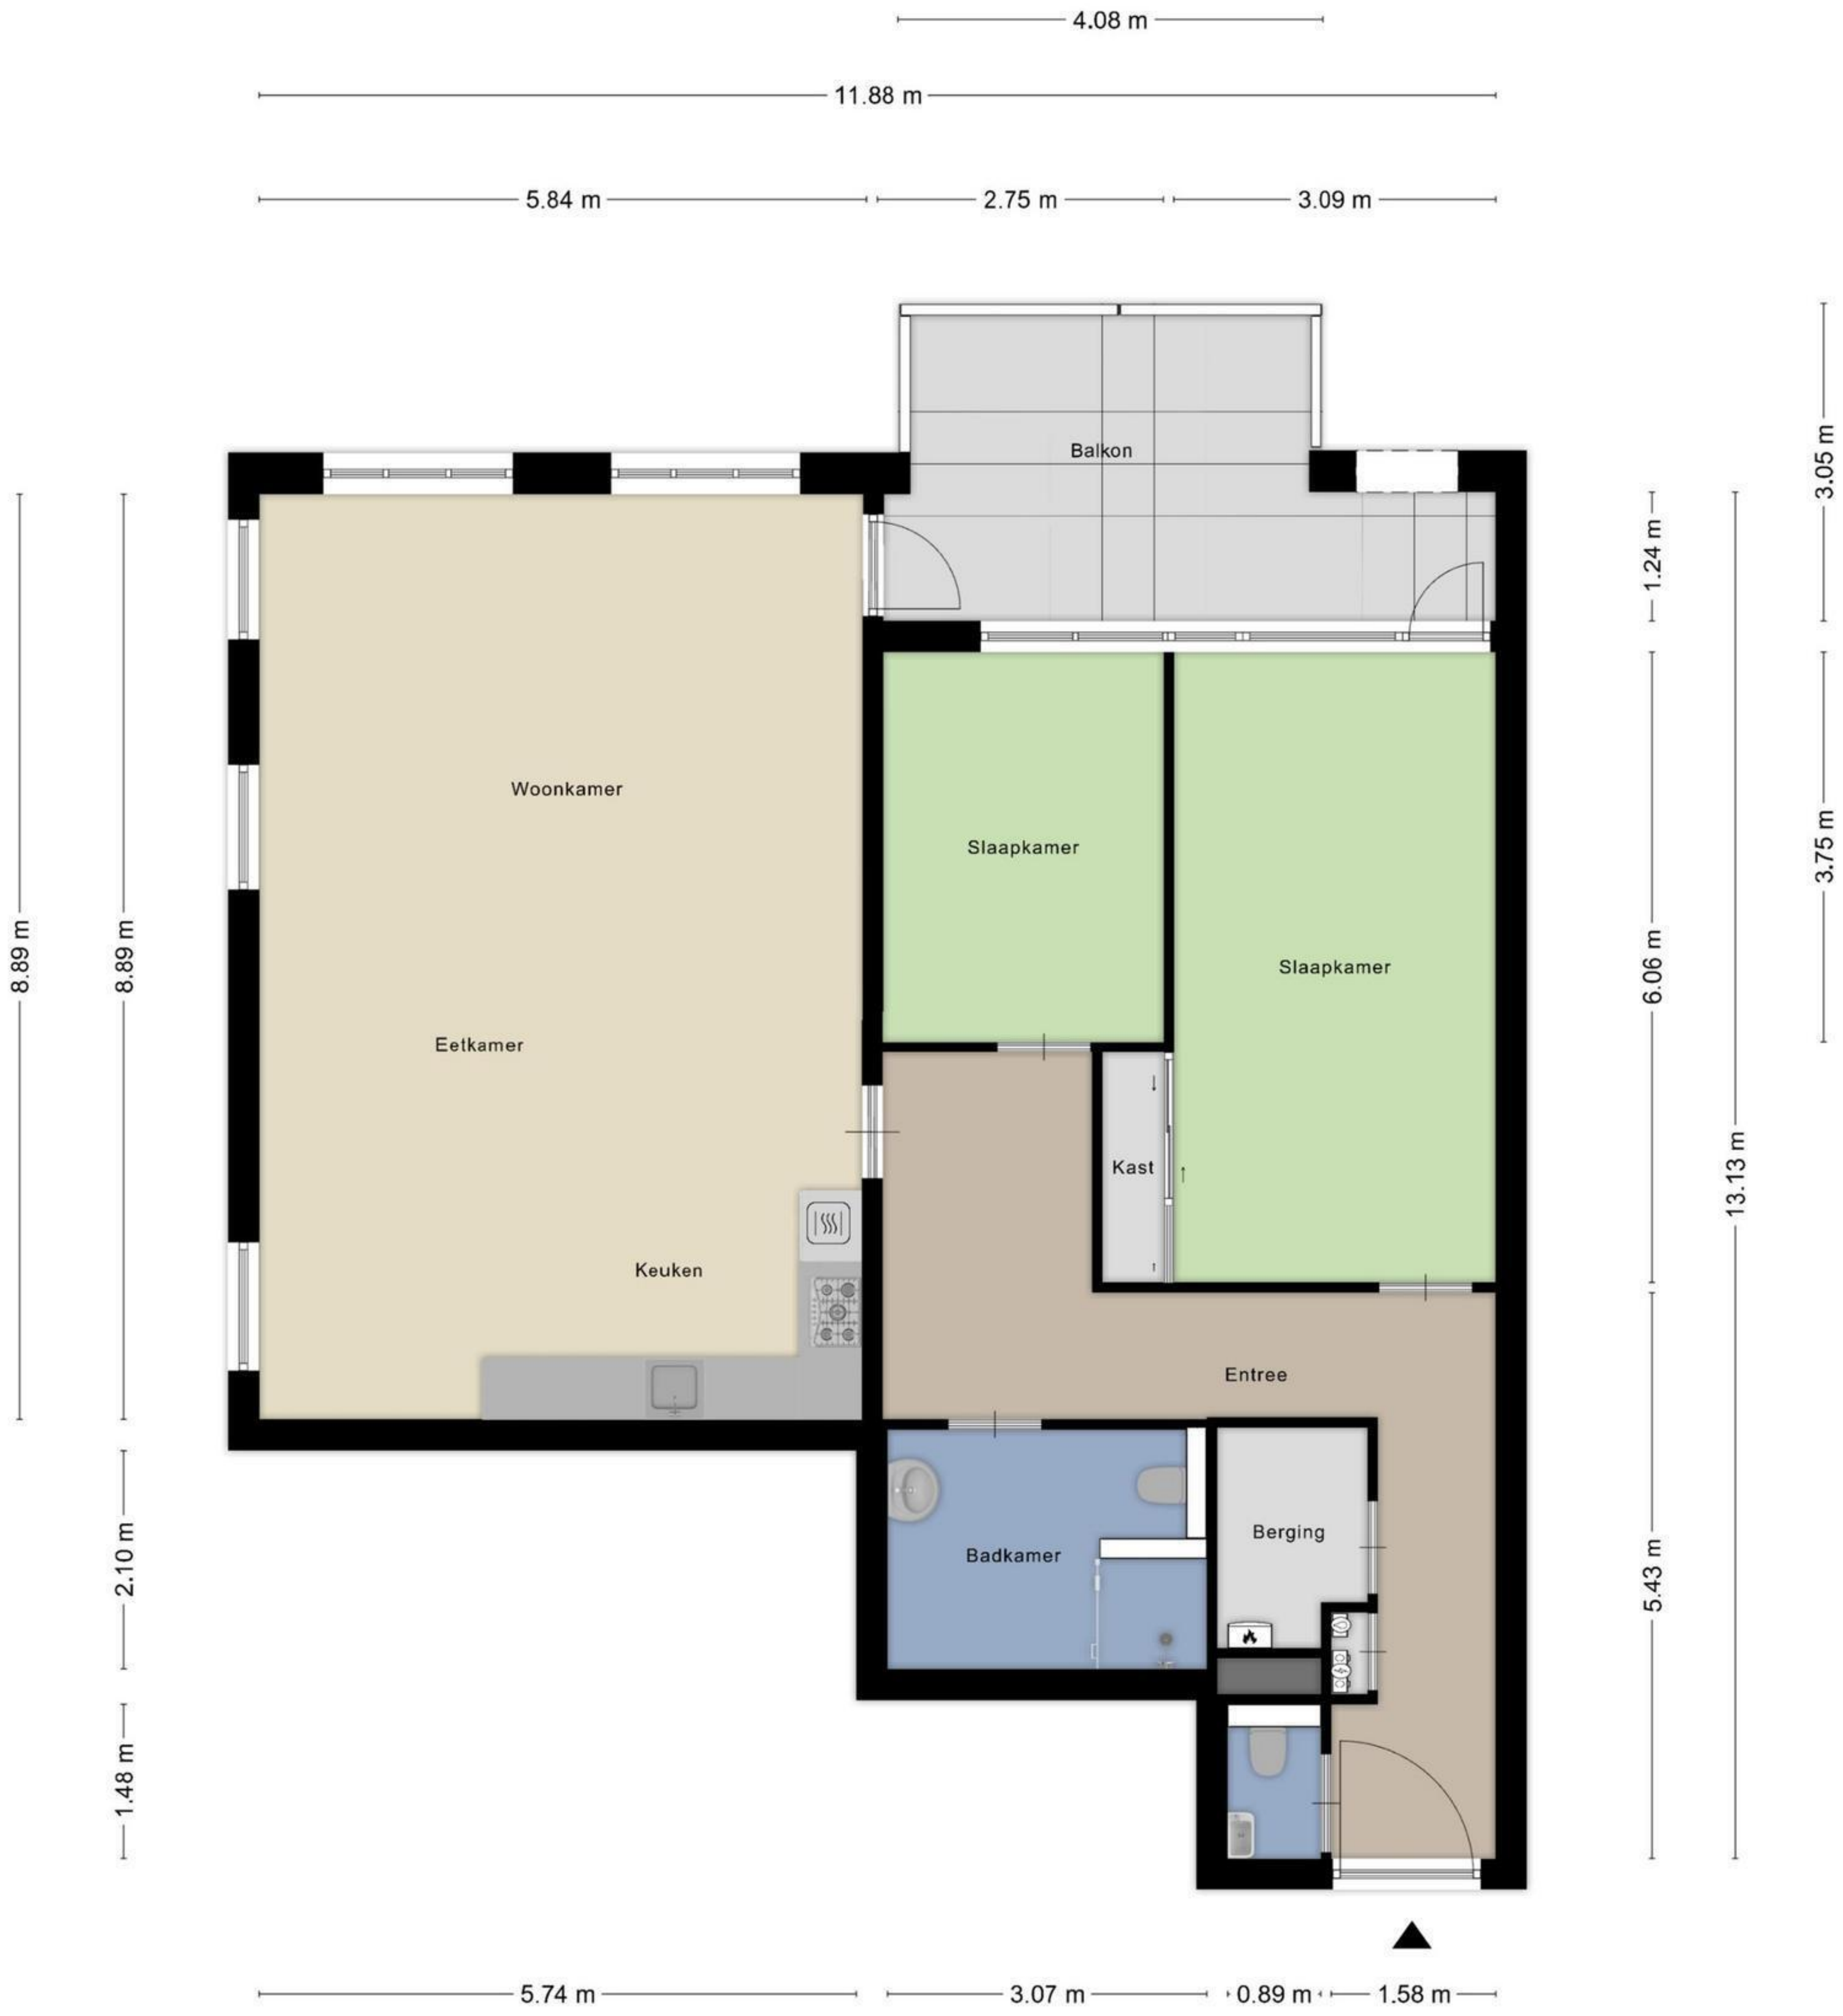 4.08 m
11.88 m
5.84 m
2.75 m
3.09 m
Balkon
3.05 m
1.24 m
Woonkamer
Slaapkamer
3.75 m
8.89 m
8.89 m
Slaapkamer
6.06 m
Eetkamer
Kast
13.13 m
Keuken
Entree
Berging
Badkamer
2.10 m
5.43 m
1.48 m
5.74 m
3.07 m
0.89 m
1.58 m